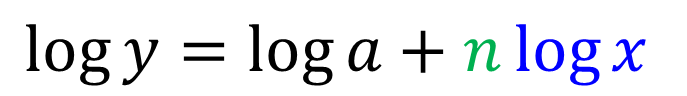 log y = log a + n log x